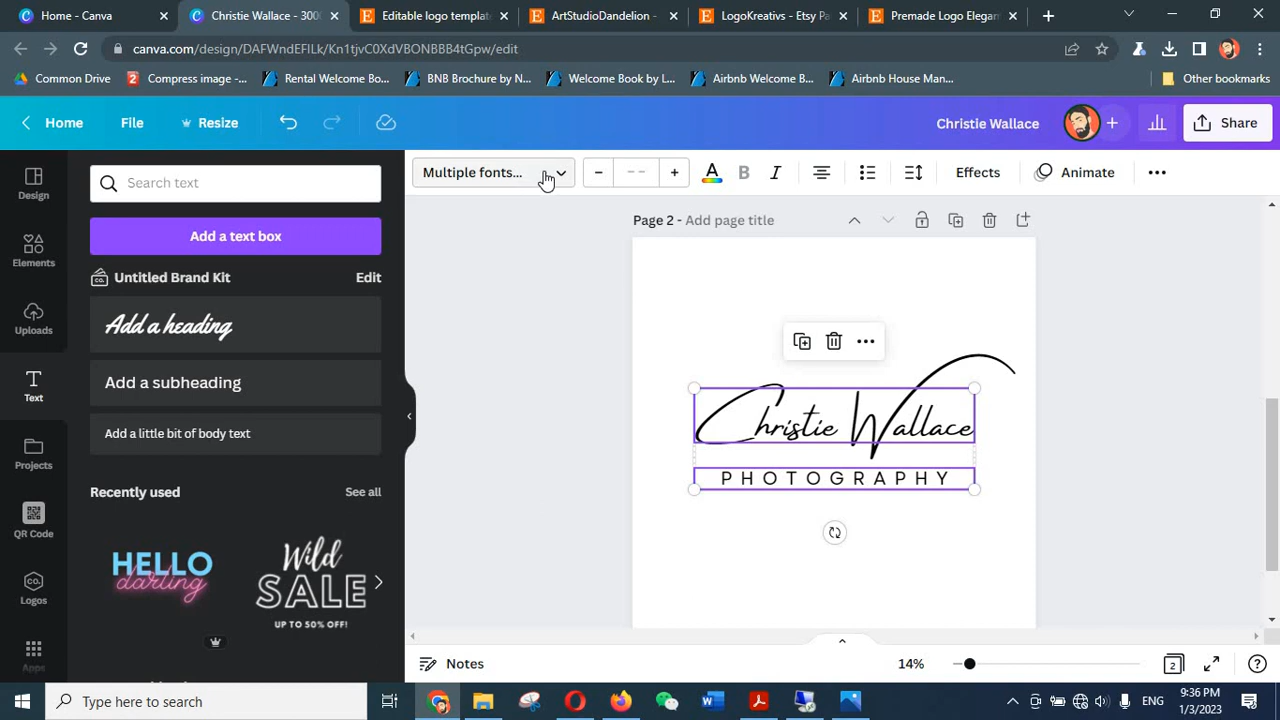 Home - Canva
Christie Wallace - 300
Editable logo templat
ArtStudioDandelion -
LogoKreativs - Etsy Pa
Premade Logo Elegan
canva.com/design/DAFWndEFILk/Kn1tjvC0XdVBONBBB4tGpw/edit
Common Drive
Compress image -...
Rental Welcome Bo...
BNB Brochure by N...
Welcome Book by L...
Airbnb Welcome B...
Airbnb House Man...
Other bookmarks
Home
File
Resize
Christie Wallace
Share
Multiple fonts...
– –
A
B
I
Effects
Animate
Design
Elements
Uploads
Text
Projects
QR Code
Logos
Apps
Search text
Add a text box
Untitled Brand Kit
Edit
Add a heading
Add a subheading
Add a little bit of body text
Recently used
See all
HELLO
darling
Wild
SALE
UP TO 50% OFF!
Page 2 - Add page title
Christie Wallace
PHOTOGRAPHY
Notes
14%
2
Type here to search
ENG
9:36 PM
1/3/2023